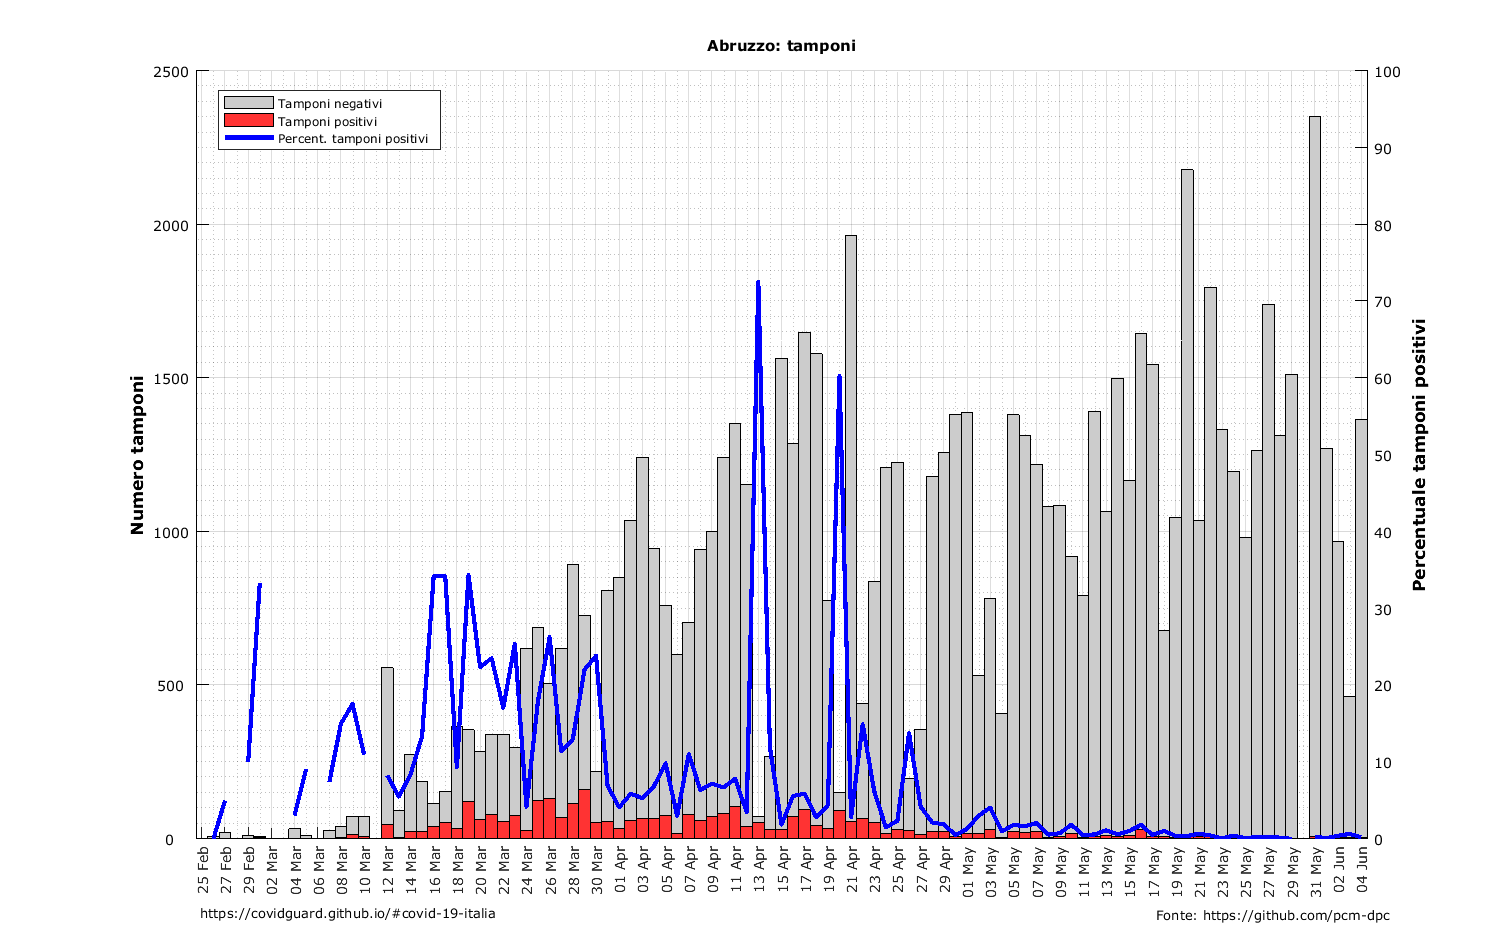 Abruzzo: tamponi
Tamponi negativi
Tamponi positivi
Percent. tamponi positivi
Numero tamponi
2500
2000
1500
1000
500
0
Percentuale tamponi positivi
100
90
80
70
60
50
40
30
20
10
0
25 Feb
27 Feb
29 Feb
02 Mar
04 Mar
06 Mar
08 Mar
10 Mar
12 Mar
14 Mar
16 Mar
18 Mar
20 Mar
22 Mar
24 Mar
26 Mar
28 Mar
30 Mar
01 Apr
03 Apr
05 Apr
07 Apr
09 Apr
11 Apr
13 Apr
15 Apr
17 Apr
19 Apr
21 Apr
23 Apr
25 Apr
27 Apr
29 Apr
01 May
03 May
05 May
07 May
09 May
11 May
13 May
15 May
17 May
19 May
21 May
23 May
25 May
27 May
29 May
31 May
02 Jun
04 Jun
https://covidguard.github.io/#covid-19-italia
Fonte: https://github.com/pcm-dpc